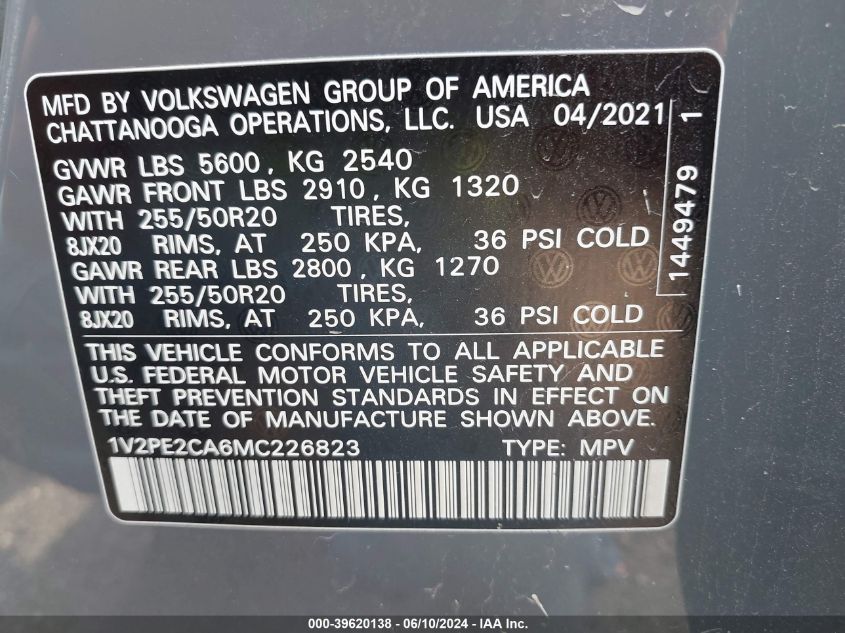 MFD BY VOLKSWAGEN GROUP OF AMERICA
CHATTANOOGA OPERATIONS, LLC. USA 04/2021
GVWR LBS 5600, KG 2540
GAWR FRONT LBS 2910, KG 1320
WITH 255/50R20 TIRES,
8JX20 RIMS, AT 250 KPA, 36 PSI COLD
GAWR REAR LBS 2800, KG 1270
WITH 255/50R20 TIRES,
8JX20 RIMS, AT 250 KPA, 36 PSI COLD
THIS VEHICLE CONFORMS TO ALL APPLICABLE
U.S. FEDERAL MOTOR VEHICLE SAFETY AND
THEFT PREVENTION STANDARDS IN EFFECT ON
THE DATE OF MANUFACTURE SHOWN ABOVE.
1V2PE2CA6MC226823 TYPE: MPV
1449479 1
000-39620138 - 06/10/2024 - IAA Inc.